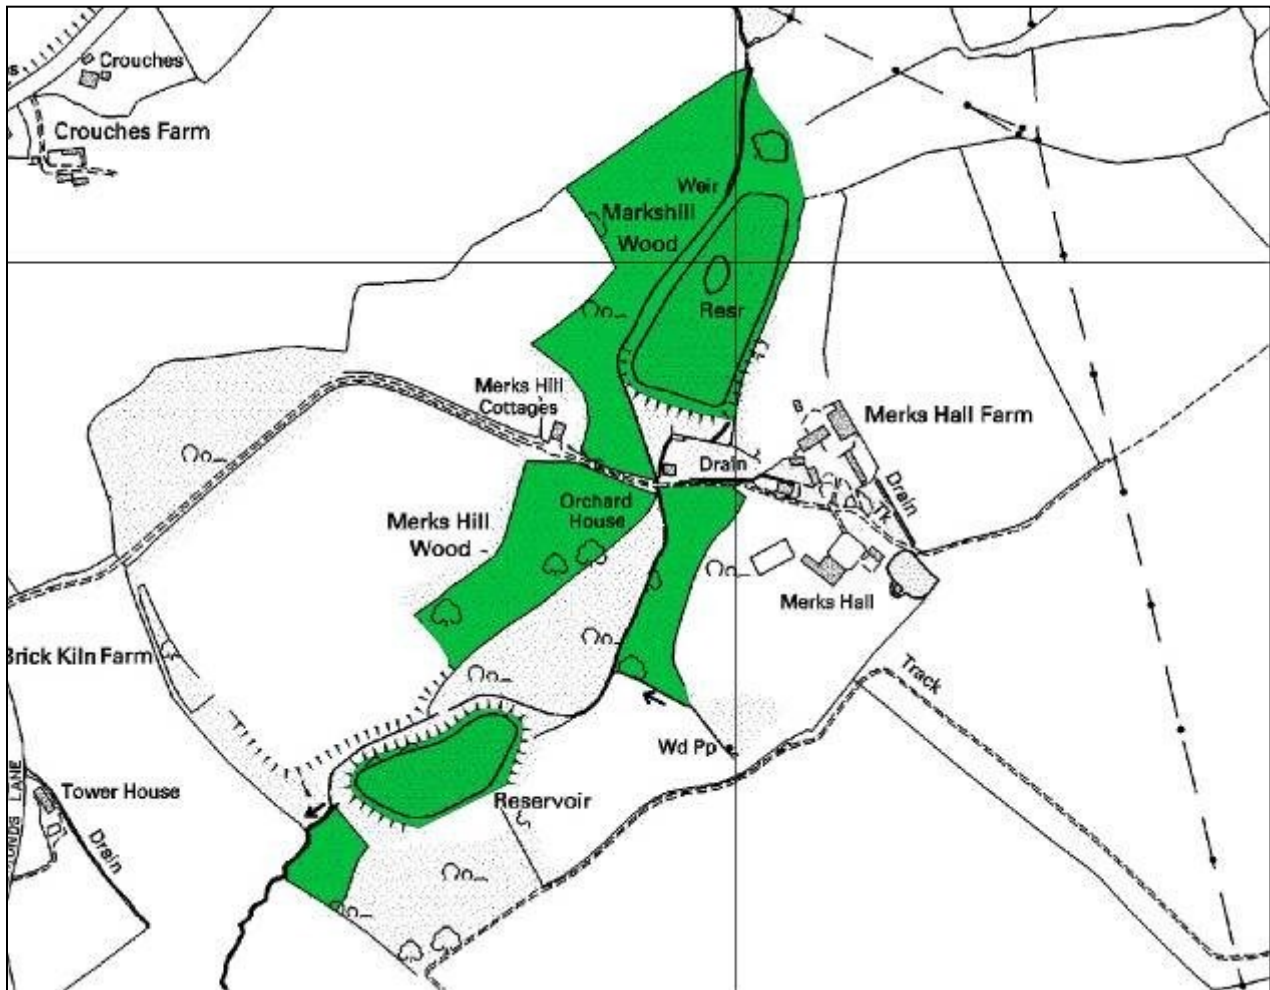 Crouches
Crouches Farm
Weir
Markshill
Wood
Resr
Merks Hill
Cottages
Merks Hall Farm
Drain
Drain
Tk
Orchard
House
Merks Hill
Wood
Merks Hall
Brick Kiln Farm
Track
Wd Pp
Tower House
Reservoir
Drain
LANE